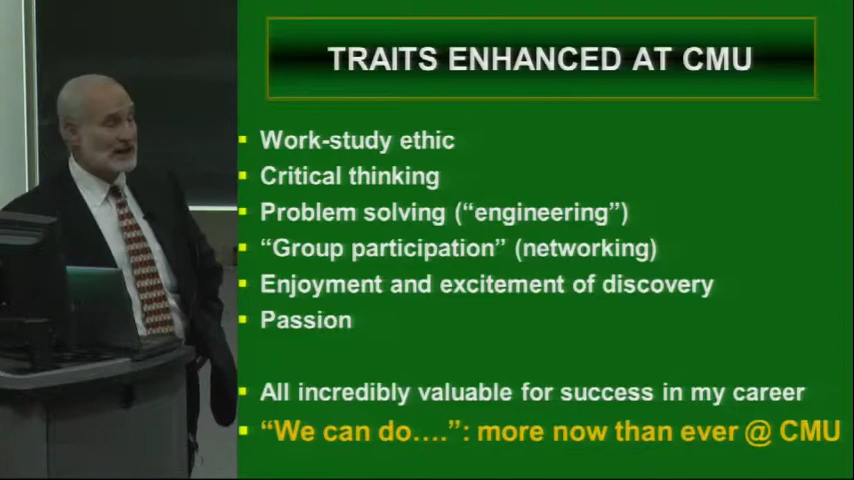 TRAITS ENHANCED AT CMU
Work-study ethic
Critical thinking
Problem solving (“engineering”)
“Group participation” (networking)
Enjoyment and excitement of discovery
Passion
All incredibly valuable for success in my career
“We can do….”: more now than ever @ CMU